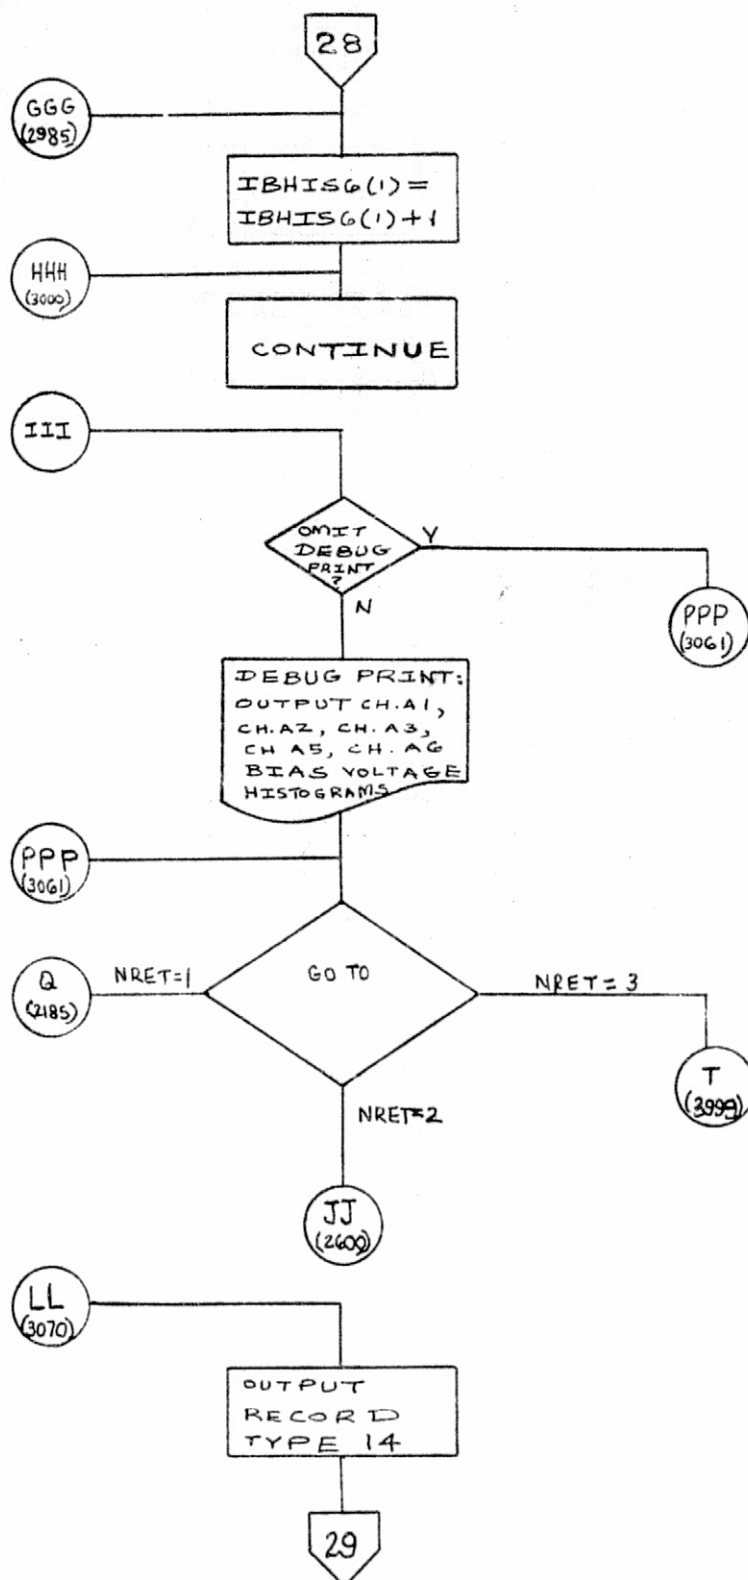 28
GGG
(2985)
IBHIS6(1)=
IBHIS6(1)+1
HHH
(3000)
CONTINUE
III
OMIT
DEBUG
PRINT
?
Y
N
PPP
(3061)
DEBUG PRINT:
OUTPUT CH.A1,
CH.A2, CH.A3,
CH A5, CH. A6
BIAS VOLTAGE
HISTOGRAMS
PPP
(3061)
GO TO
Q
(2185)
NRET=1
NRET=3
T
(3999)
NRET=2
JJ
(2600)
LL
(3070)
OUTPUT
RECORD
TYPE 14
29